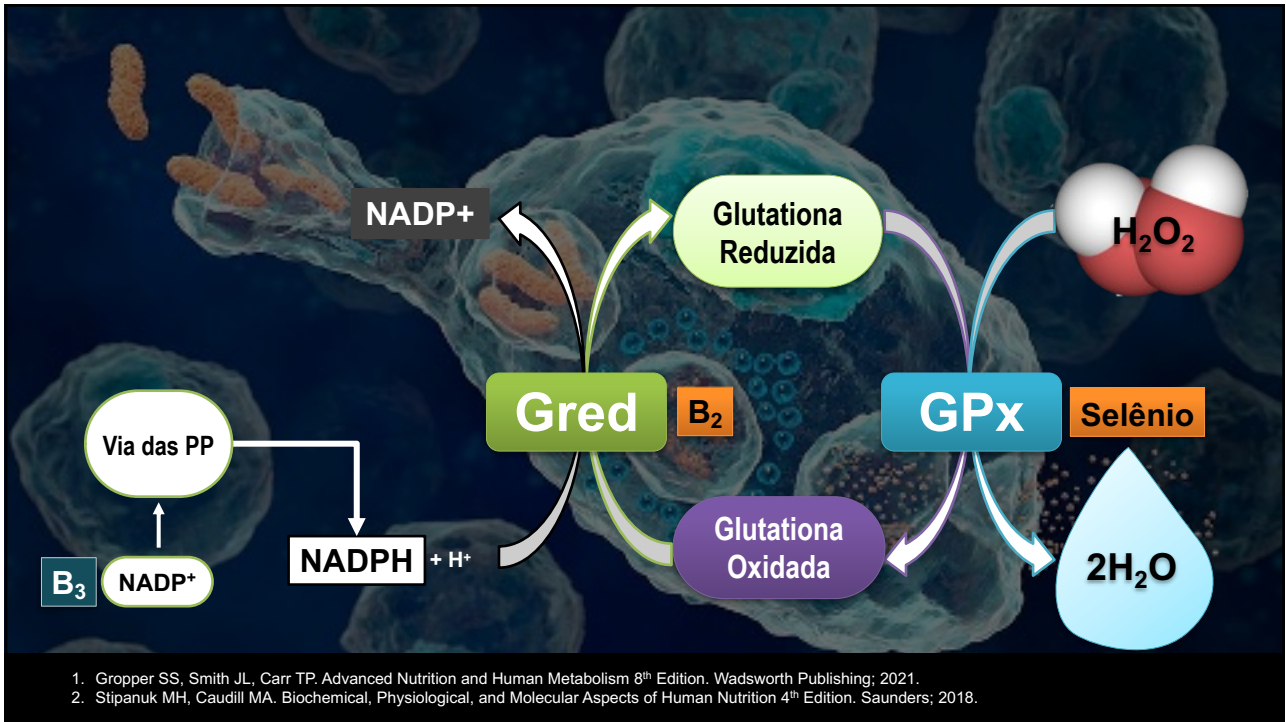 NADP+
Glutationa
Reduzida
H₂O₂
Gred
B₂
GPx
Selênio
Via das PP
B₃
NADP⁺
NADPH + H⁺
Glutationa
Oxidada
2H₂O
1. Gropper SS, Smith JL, Carr TP. Advanced Nutrition and Human Metabolism 8th Edition. Wadsworth Publishing; 2021.
2. Stipanuk MH, Caudill MA. Biochemical, Physiological, and Molecular Aspects of Human Nutrition 4th Edition. Saunders; 2018.